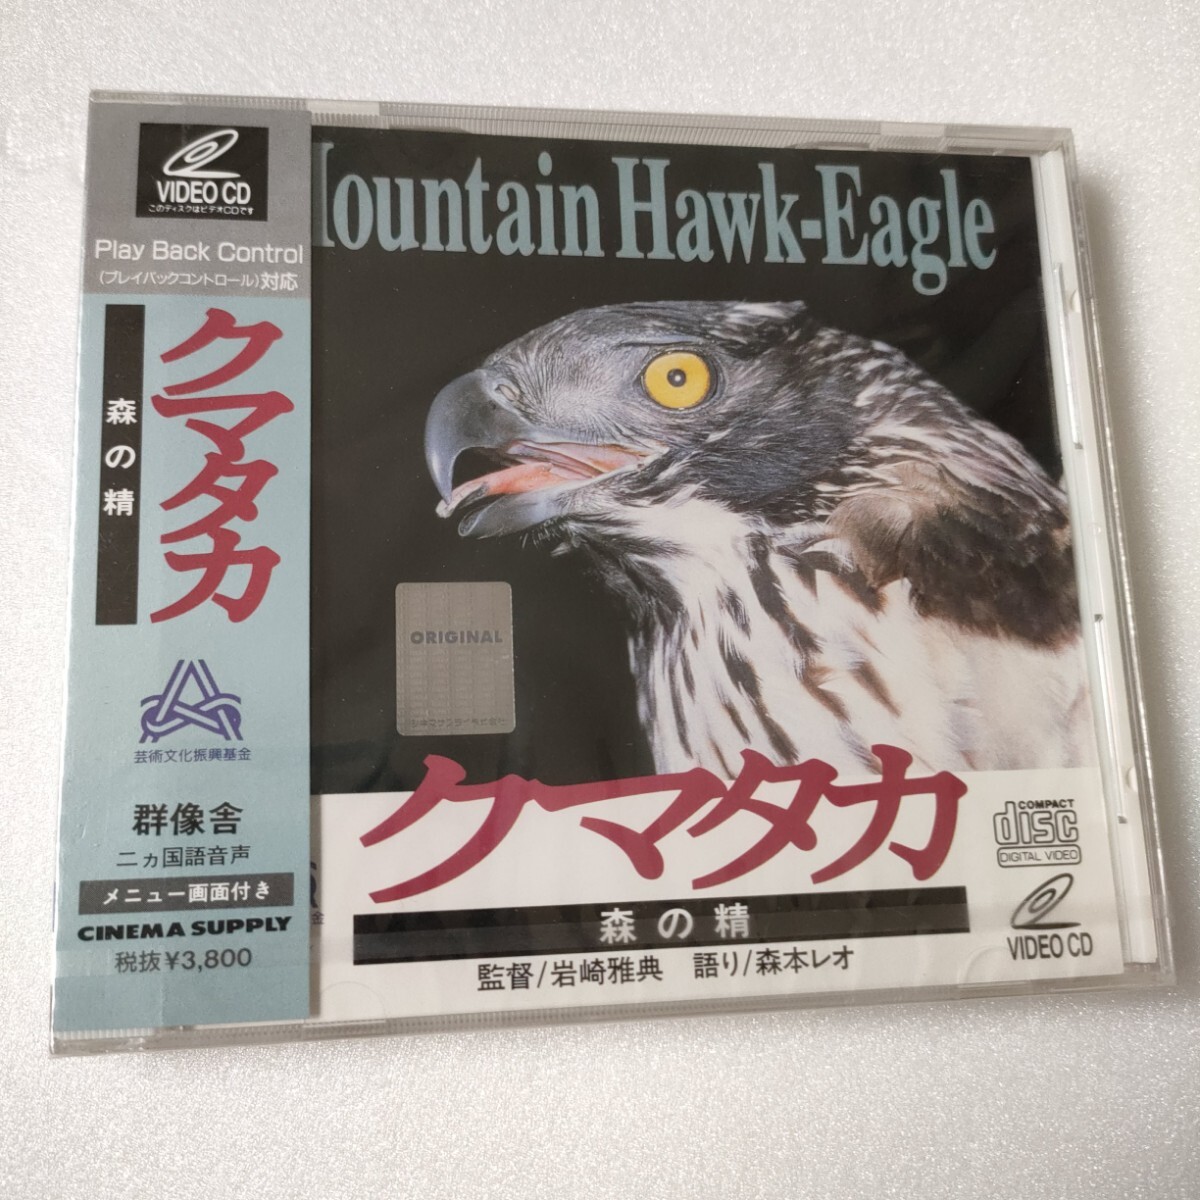 VIDEO CD
このディスクはビデオCDです
Play Back Control
(プレイバックコントロール)対応
クマタカ
森の精
芸術文化振興基金
群像舎
二ヵ国語音声
メニュー画面付き
CINEMA SUPPLY
税抜¥3,800
Mountain Hawk-Eagle
ORIGINAL
クマタカ
森の精
監督/岩崎雅典 語り/森本レオ
金
COMPACT
disc
DIGITAL VIDEO
VIDEO CD